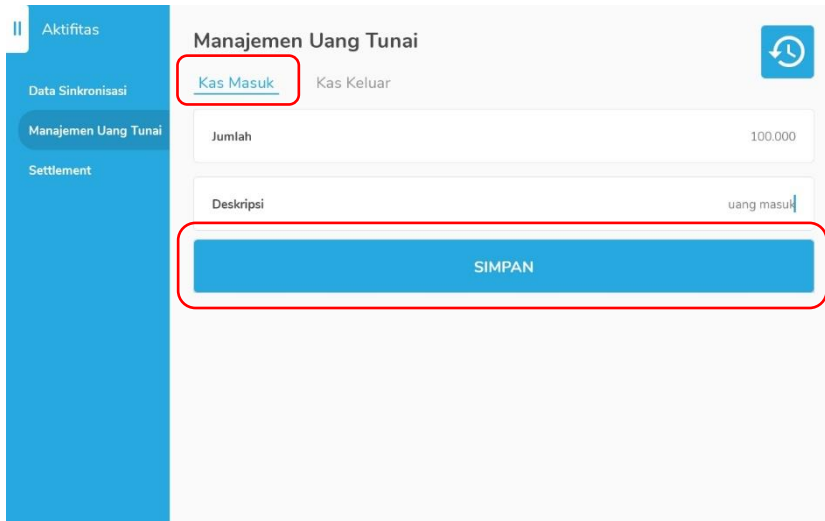 Aktifitas
Data Sinkronisasi
Manajemen Uang Tunai
Settlement
Manajemen Uang Tunai
Kas Masuk Kas Keluar
Jumlah 100.000
Deskripsi uang masuk
SIMPAN